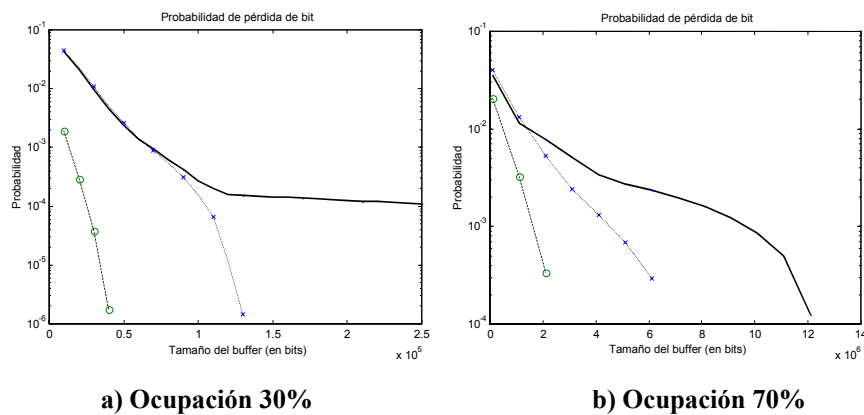 Probabilidad de pérdida de bit
Probabilidad
10^-1
10^-2
10^-3
10^-4
10^-5
10^-6
0 0.5 1 1.5 2 2.5
Tamaño del buffer (en bits)
x 10^5
a) Ocupación 30%
Probabilidad de pérdida de bit
Probabilidad
10^-1
10^-2
10^-3
10^-4
0 2 4 6 8 10 12 14
Tamaño del buffer (en bits)
x 10^6
b) Ocupación 70%